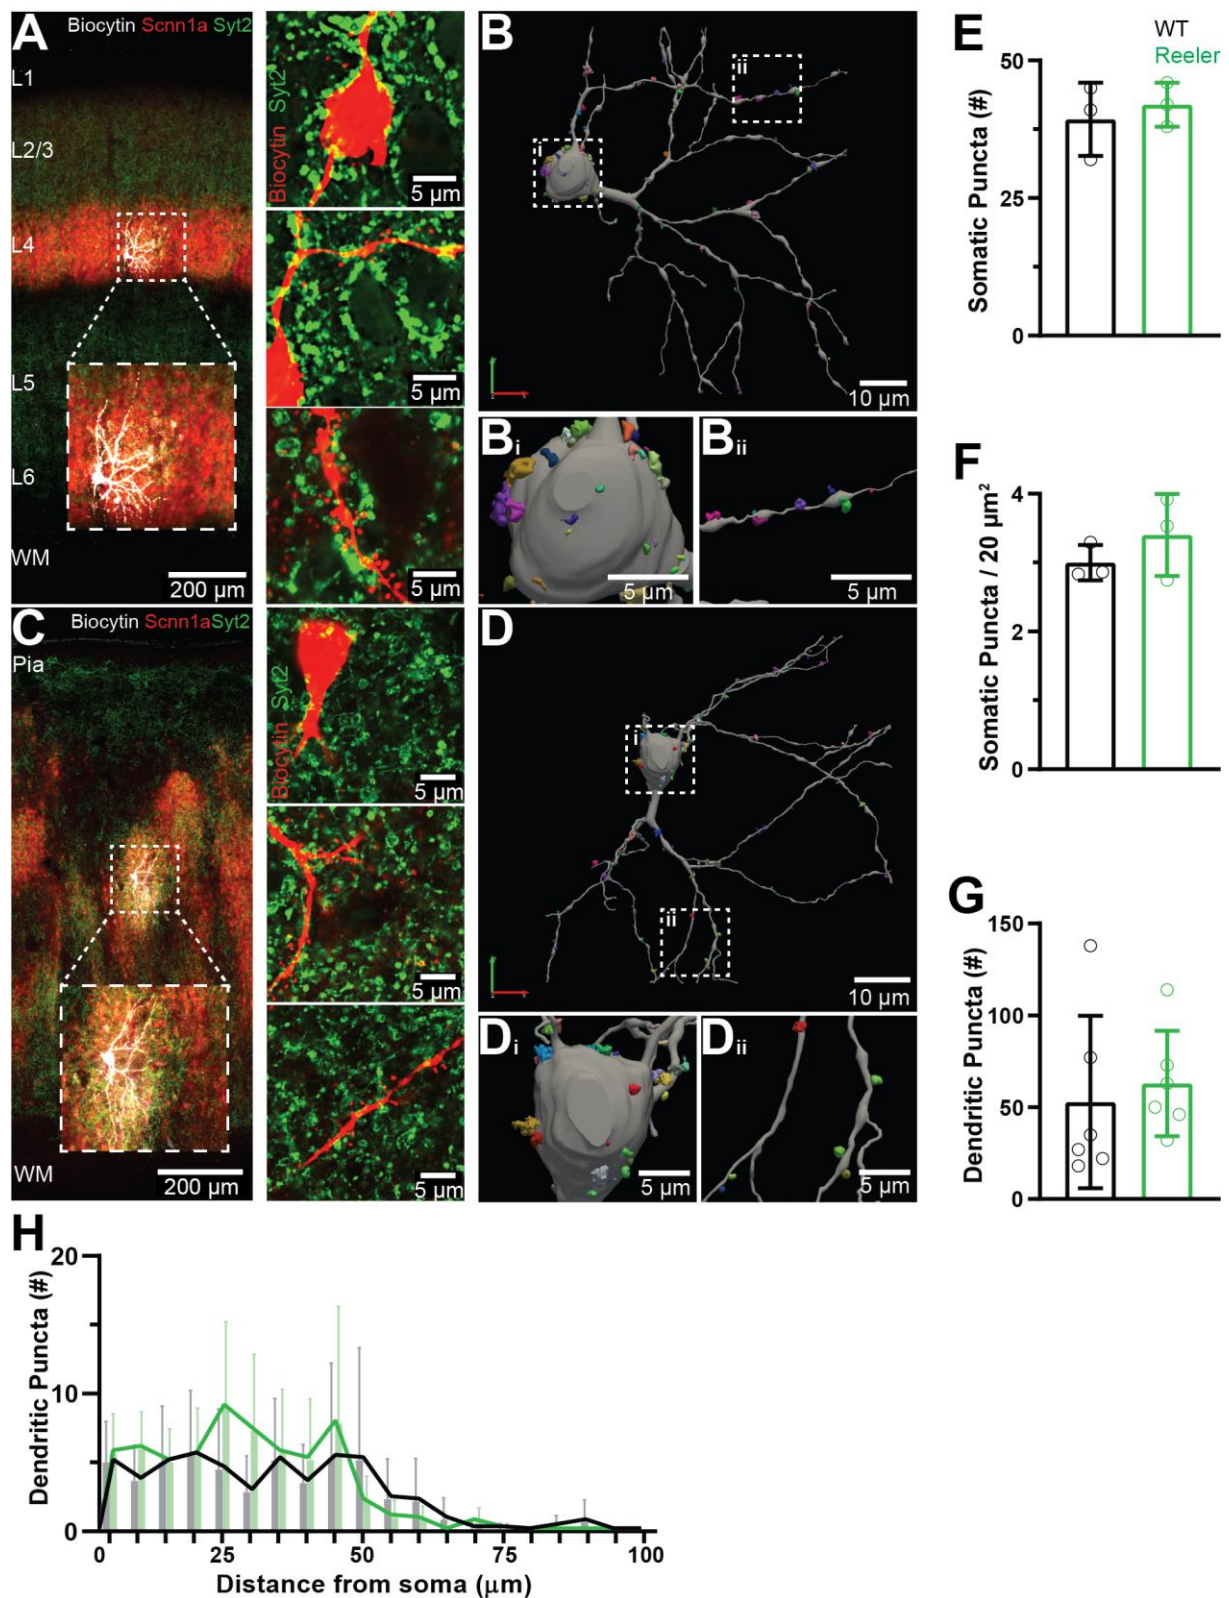 A
Biocytin Scnn1a Syt2
L1
L2/3
L4
L5
L6
WM
200 µm
Biocytin Syt2
5 µm
5 µm
5 µm
B
i
ii
10 µm
Bi
5 µm
Bii
5 µm
C
Biocytin Scnn1aSyt2
Pia
WM
200 µm
Biocytin Syt2
5 µm
5 µm
5 µm
D
i
ii
10 µm
Di
5 µm
Dii
5 µm
E
WT
Reeler
Somatic Puncta (#)
50
25
0
F
Somatic Puncta / 20 µm²
4
2
0
G
Dendritic Puncta (#)
150
100
50
0
H
Dendritic Puncta (#)
20
10
0
0 25 50 75 100
Distance from soma (µm)